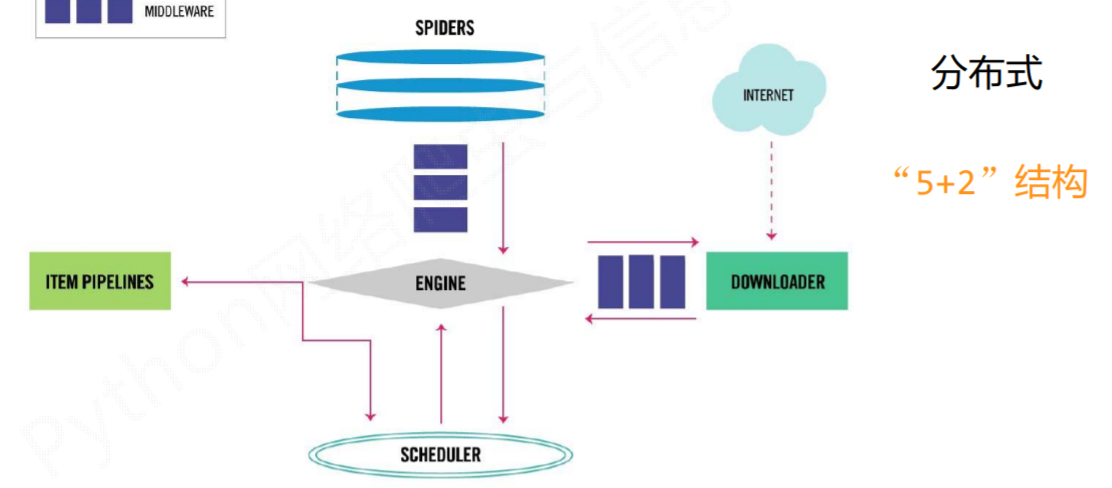 MIDDLEWARE
SPIDERS
INTERNET
分布式
“5+2”结构
ITEM PIPELINES
ENGINE
DOWNLOADER
SCHEDULER
Python网络爬虫与信息